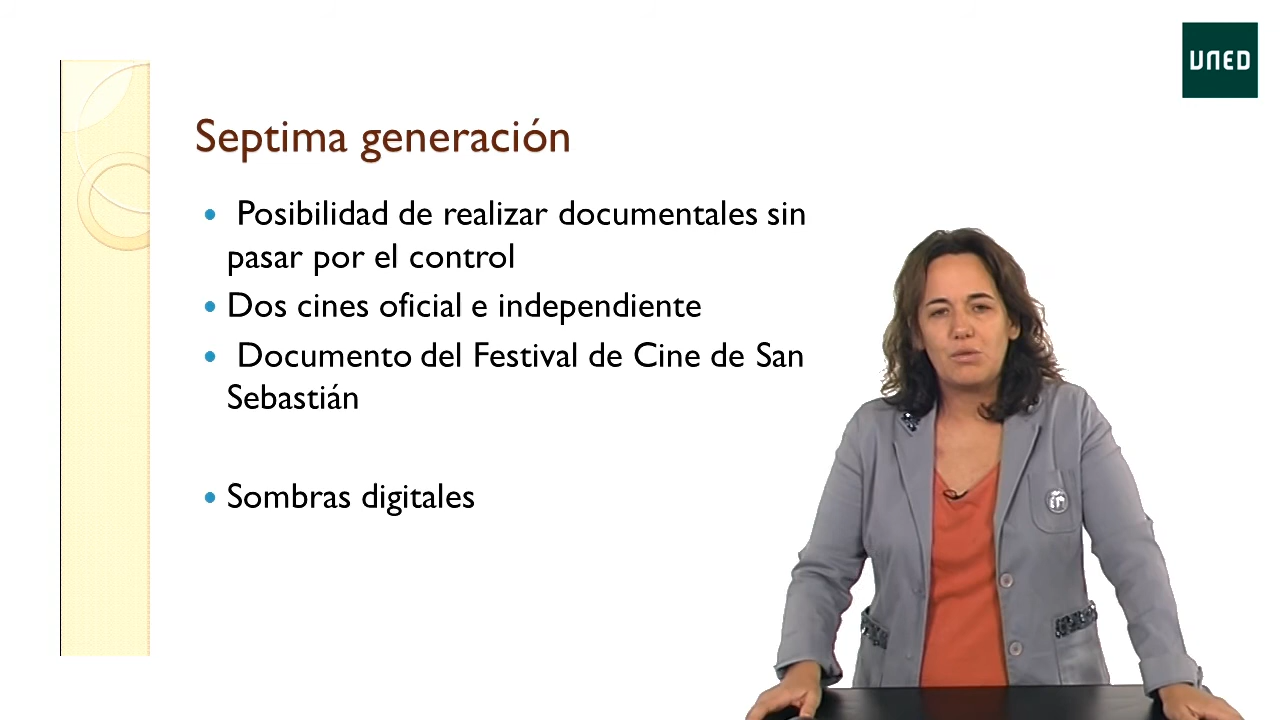 UNED
Septima generación
Posibilidad de realizar documentales sin
pasar por el control
Dos cines oficial e independiente
Documento del Festival de Cine de San
Sebastián
Sombras digitales